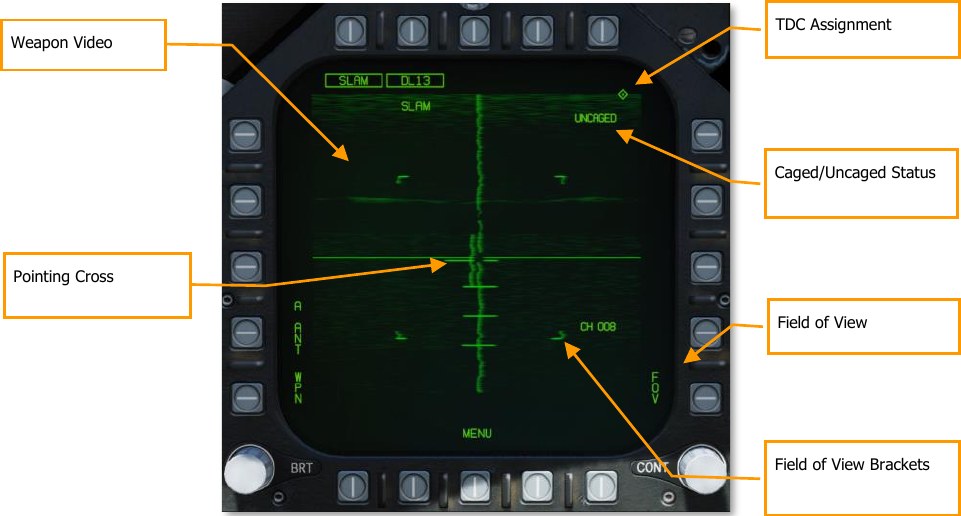 Weapon Video
TDC Assignment
SLAM DL13
SLAM
UNCAGED
Caged/Uncaged Status
Pointing Cross
A
ANT
CH 008
Field of View
WPN
FOV
MENU
BRT
CONT
Field of View Brackets